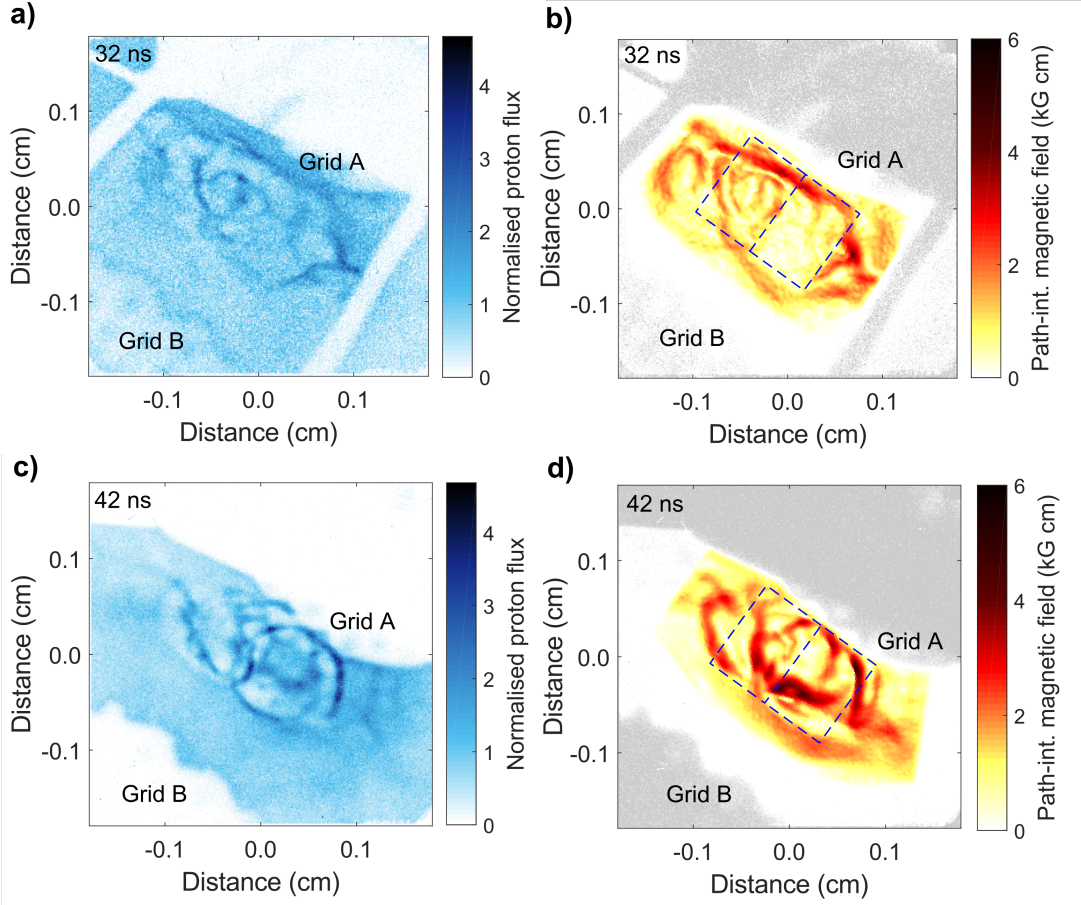 a)
32 ns
Grid A
Grid B
0.1
0.0
-0.1
Distance (cm)
-0.1
0.0
0.1
Distance (cm)
4
3
2
1
0
Normalised proton flux
b)
32 ns
Grid A
Grid B
0.1
0.0
-0.1
Distance (cm)
-0.1
0.0
0.1
Distance (cm)
6
4
2
0
Path-int. magnetic field (kG cm)
c)
42 ns
Grid A
Grid B
0.1
0.0
-0.1
Distance (cm)
-0.1
0.0
0.1
Distance (cm)
4
3
2
1
0
Normalised proton flux
d)
42 ns
Grid A
Grid B
0.1
0.0
-0.1
Distance (cm)
-0.1
0.0
0.1
Distance (cm)
6
4
2
0
Path-int. magnetic field (kG cm)